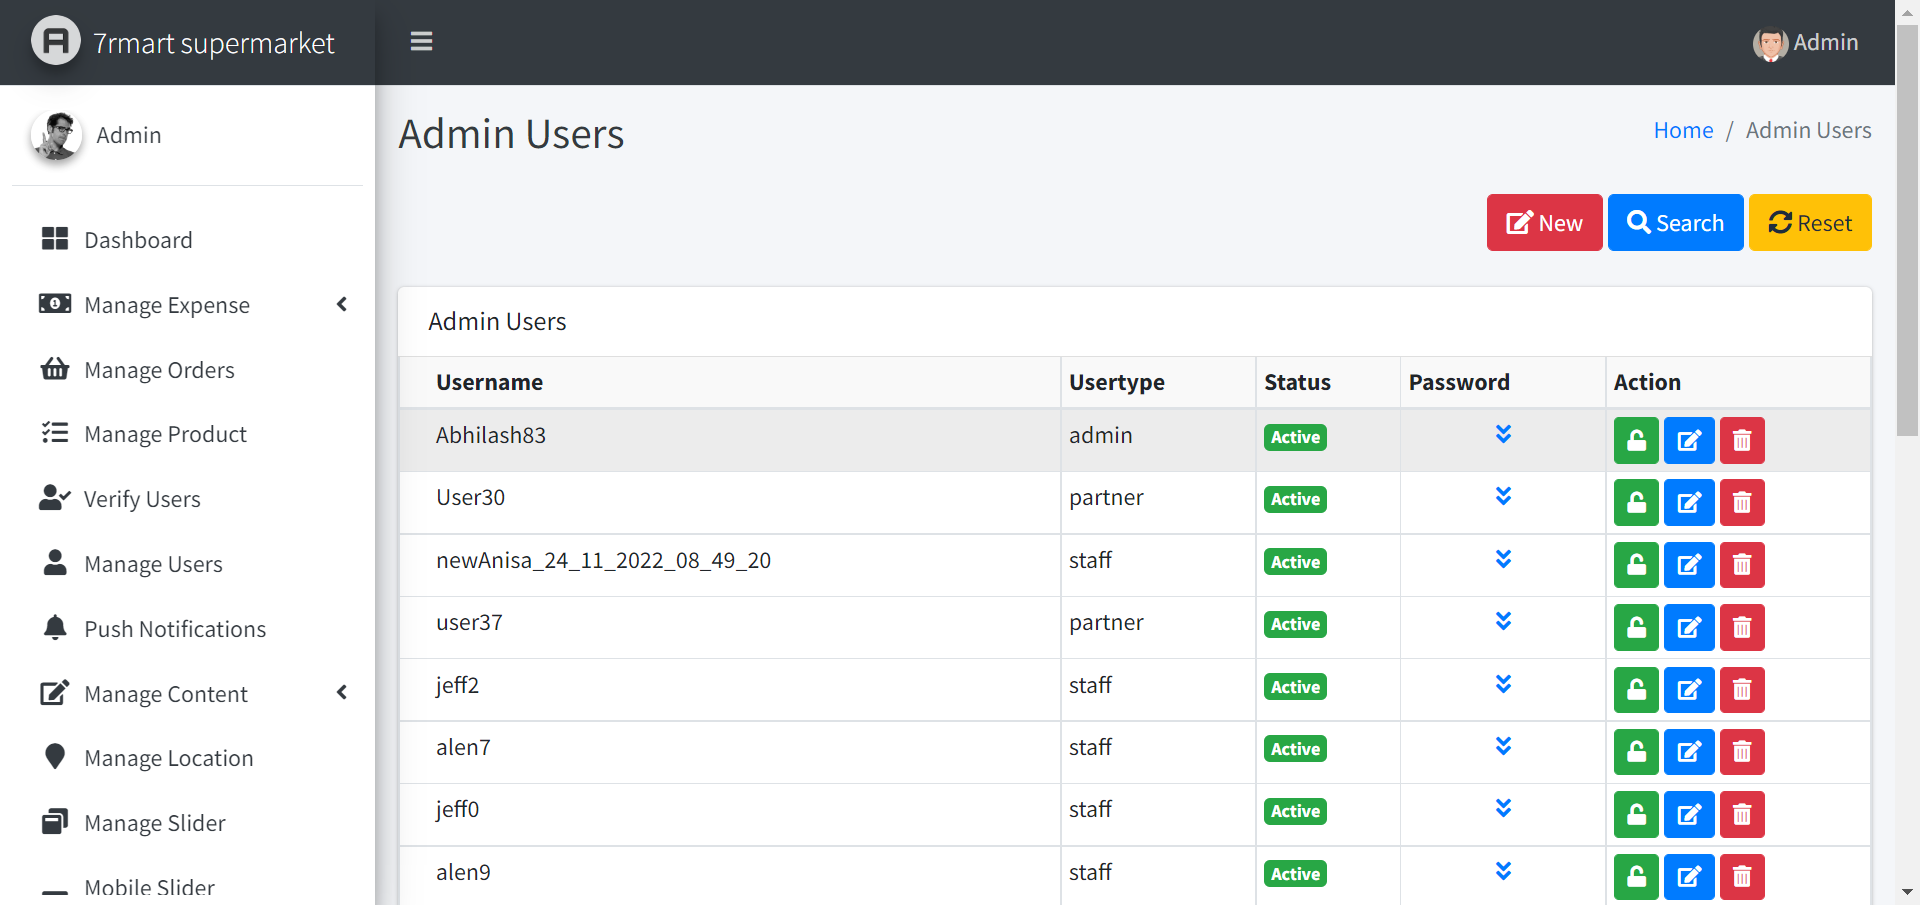 7rmart supermarket
Admin
Admin
Admin Users
Home / Admin Users
Dashboard
Manage Expense
Manage Orders
Manage Product
Verify Users
Manage Users
Push Notifications
Manage Content
Manage Location
Manage Slider
Mobile Slider
New
Search
Reset
Admin Users
Username Usertype Status Password Action
Abhilash83 admin Active
User30 partner Active
newAnisa_24_11_2022_08_49_20 staff Active
user37 partner Active
jeff2 staff Active
alen7 staff Active
jeff0 staff Active
alen9 staff Active